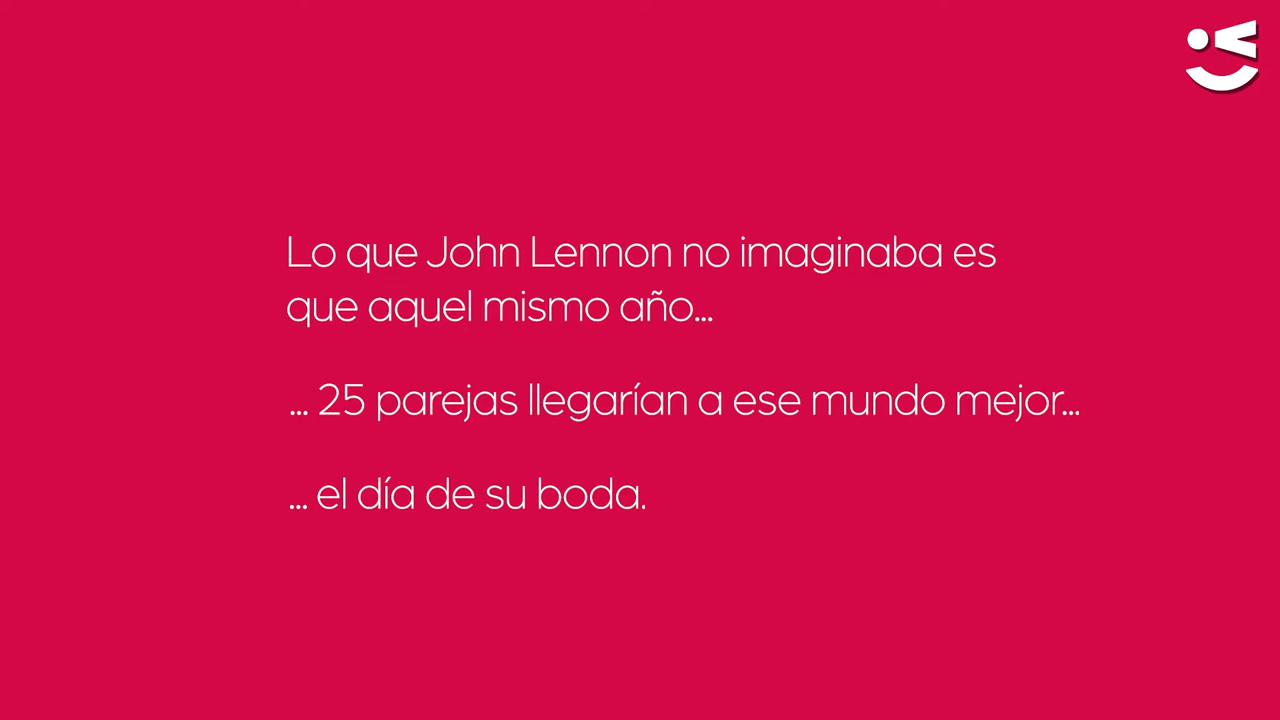 Lo que John Lennon no imaginaba es
que aquel mismo año...
... 25 parejas llegarían a ese mundo mejor...
... el día de su boda.